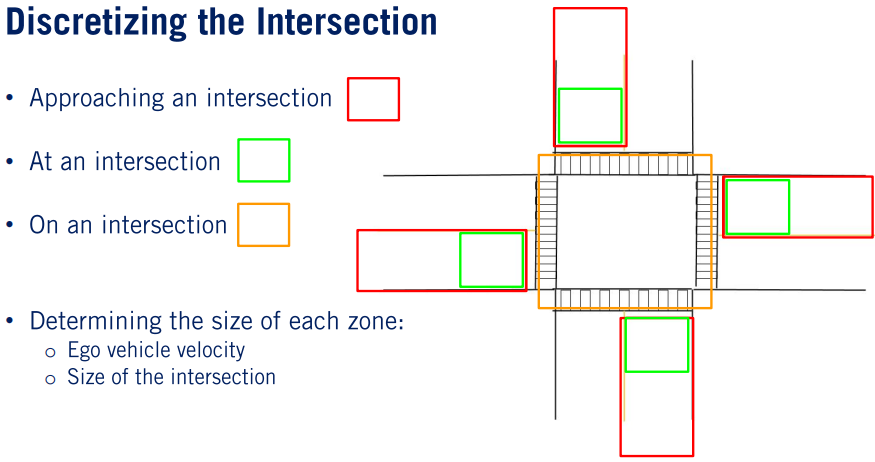 Discretizing the Intersection
• Approaching an intersection
• At an intersection
• On an intersection
• Determining the size of each zone:
o Ego vehicle velocity
o Size of the intersection